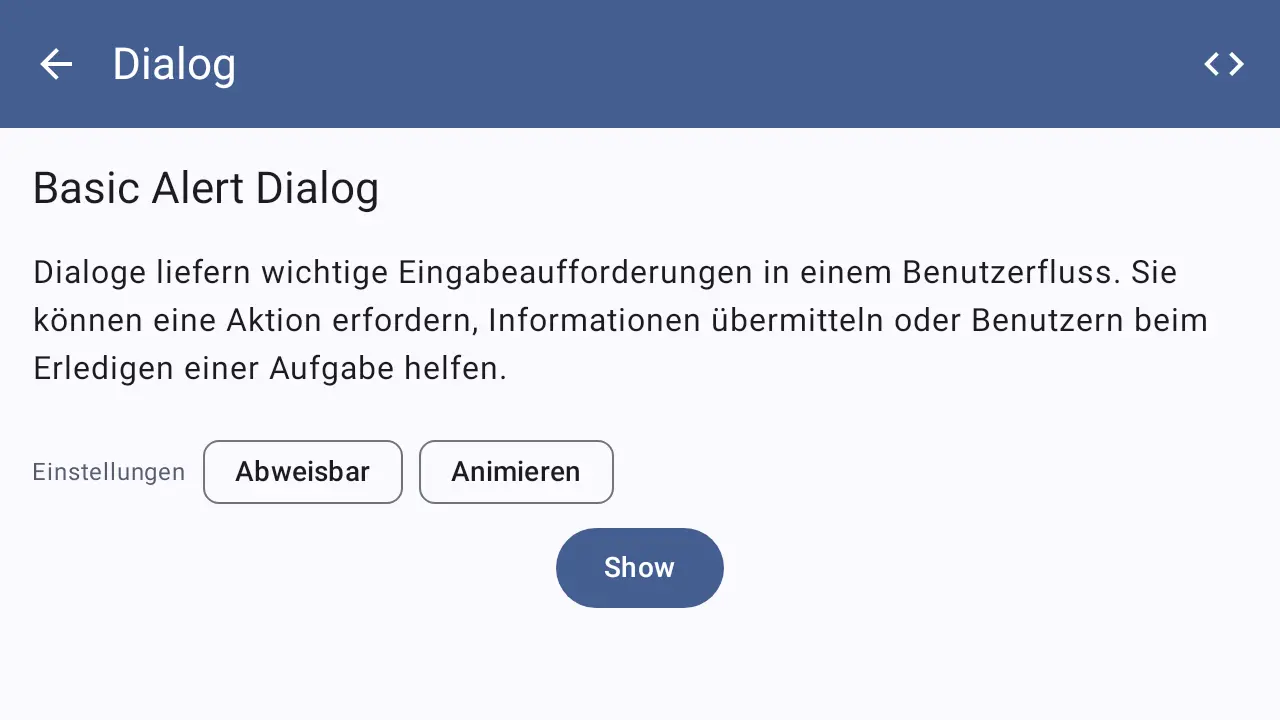 Dialog
Basic Alert Dialog
Dialoge liefern wichtige Eingabeaufforderungen in einem Benutzerfluss. Sie
können eine Aktion erfordern, Informationen übermitteln oder Benutzern beim
Erledigen einer Aufgabe helfen.
Einstellungen Abweisbar Animieren
Show